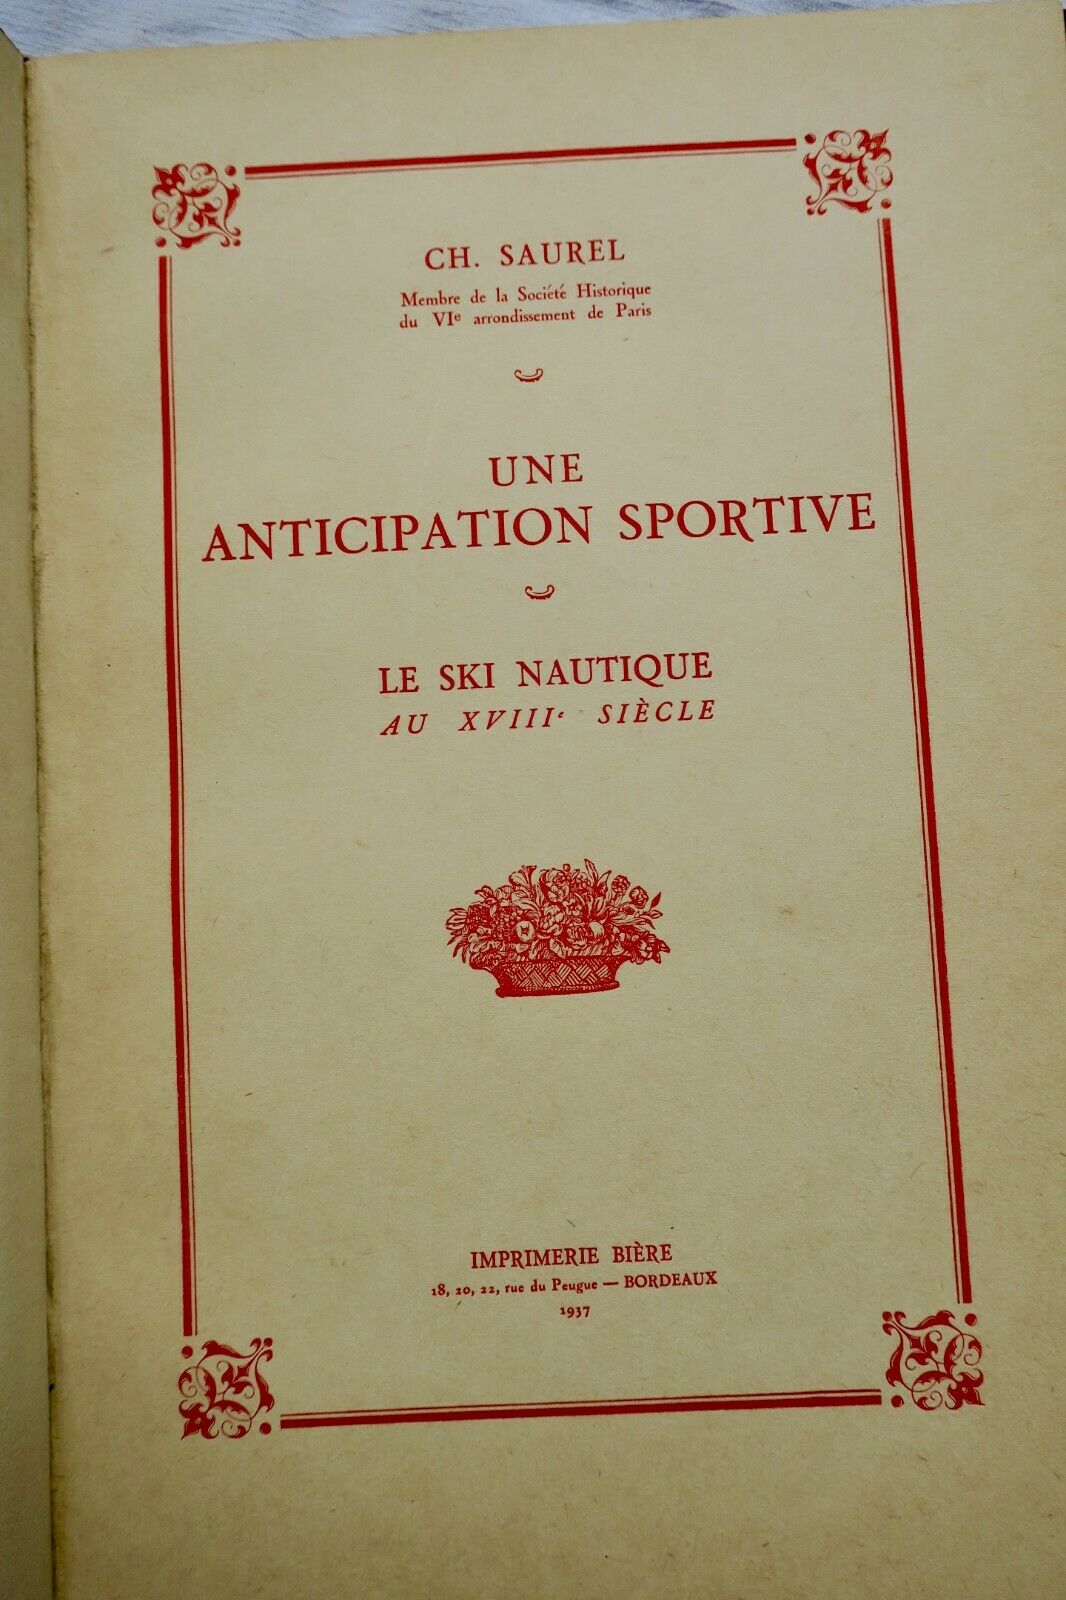 CH. SAUREL
Membre de la Société Historique
du VIe arrondissement de Paris
UNE
ANTICIPATION SPORTIVE
LE SKI NAUTIQUE
AU XVIIIe SIÈCLE
IMPRIMERIE BIÈRE
18, 20, 22, rue du Peugue — BORDEAUX
1937